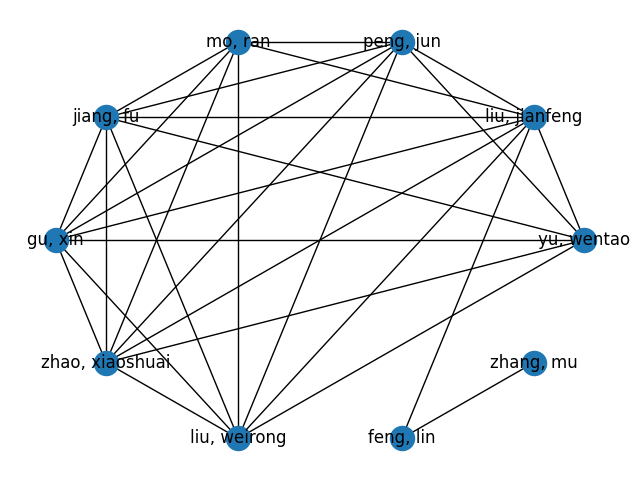 mo, ran
peng, jun
jiang, fu
liu, jianfeng
gu, xin
yu, wentao
zhao, xiaoshuai
zhang, mu
liu, weirong
feng, lin